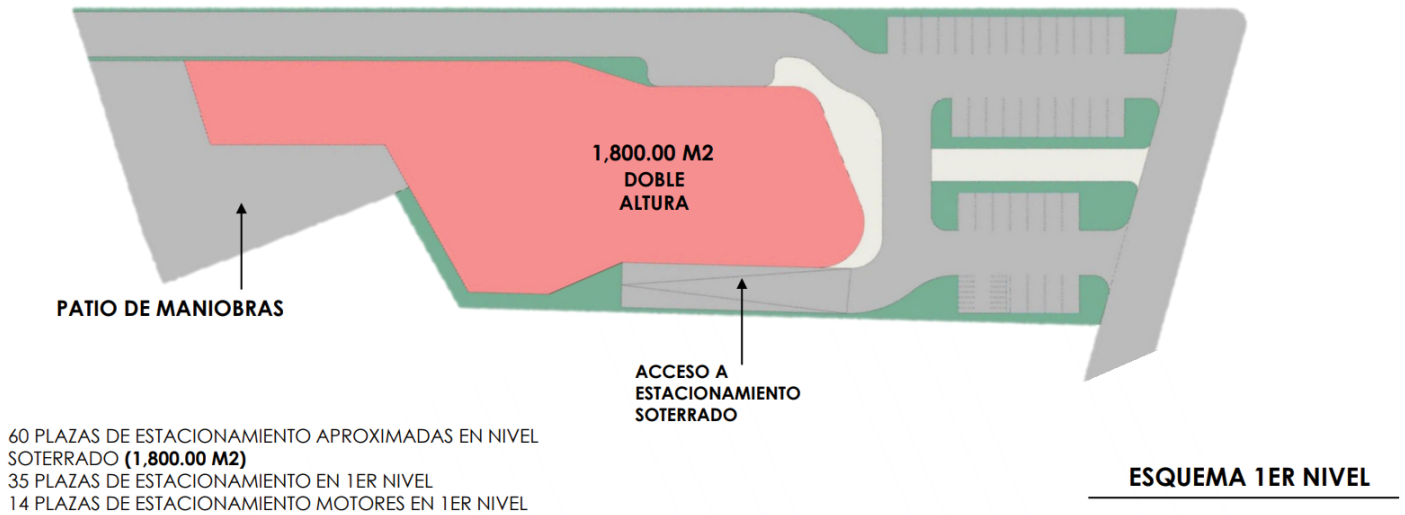 1,800.00 M2
DOBLE
ALTURA
PATIO DE MANIOBRAS
ACCESO A
ESTACIONAMIENTO
SOTERRADO
60 PLAZAS DE ESTACIONAMIENTO APROXIMADAS EN NIVEL
SOTERRADO (1,800.00 M2)
35 PLAZAS DE ESTACIONAMIENTO EN 1ER NIVEL
14 PLAZAS DE ESTACIONAMIENTO MOTORES EN 1ER NIVEL
ESQUEMA 1ER NIVEL